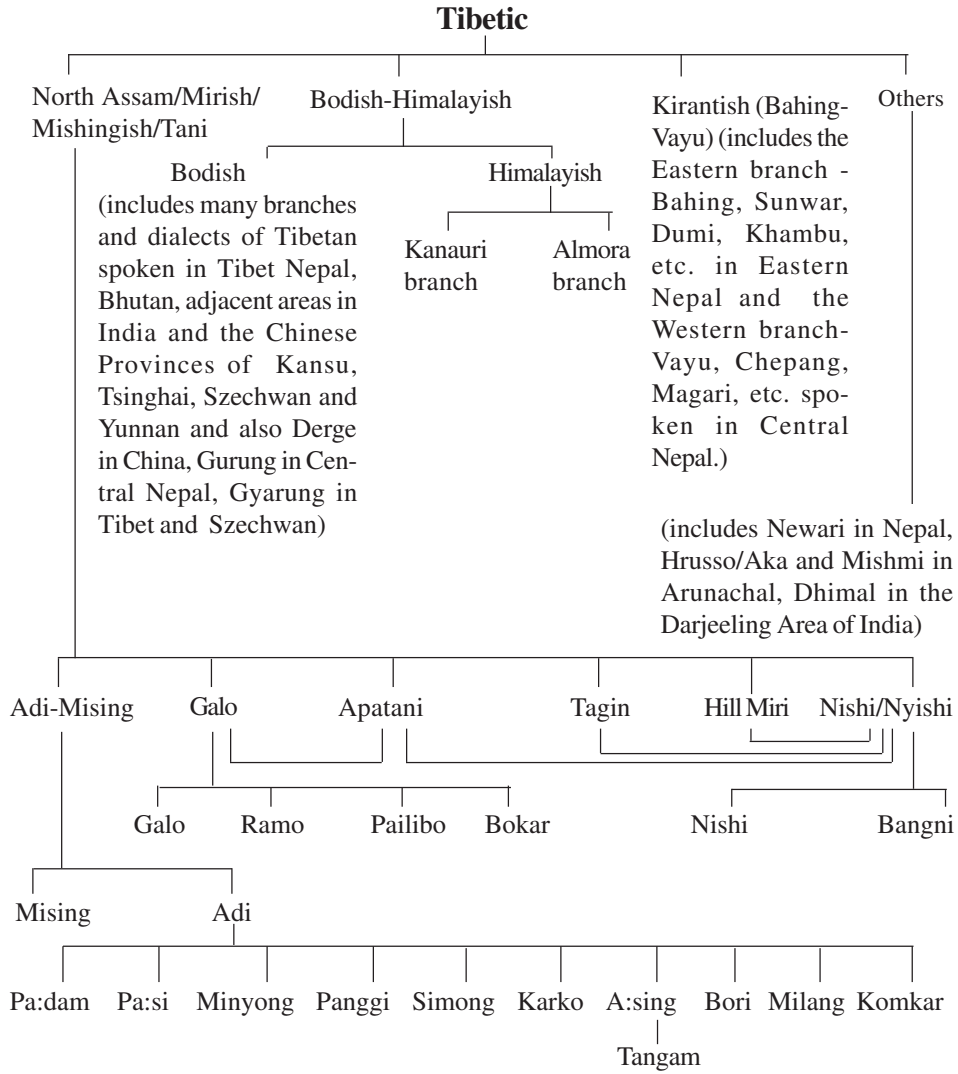 Tibetic
North Assam/Mirish/
Mishingish/Tani
Bodish-Himalayish
Kirantish (Bahing-
Vayu) (includes the
Eastern branch -
Bahing, Sunwar,
Dumi, Khambu,
etc. in Eastern
Nepal and the
Western branch-
Vayu, Chepang,
Magari, etc. spo-
ken in Central
Nepal.)
Others
Bodish
(includes many branches
and dialects of Tibetan
spoken in Tibet Nepal,
Bhutan, adjacent areas in
India and the Chinese
Provinces of Kansu,
Tsinghai, Szechwan and
Yunnan and also Derge
in China, Gurung in Cen-
tral Nepal, Gyarung in
Tibet and Szechwan)
Himalayish
Kanauri
branch
Almora
branch
(includes Newari in Nepal,
Hrusso/Aka and Mishmi in
Arunachal, Dhimal in the
Darjeeling Area of India)
Adi-Mising Galo Apatani Tagin Hill Miri Nishi/Nyishi
Galo Ramo Pailibo Bokar Nishi Bangni
Mising Adi
Pa:dam Pa:si Minyong Panggi Simong Karko A:sing Bori Milang Komkar
Tangam